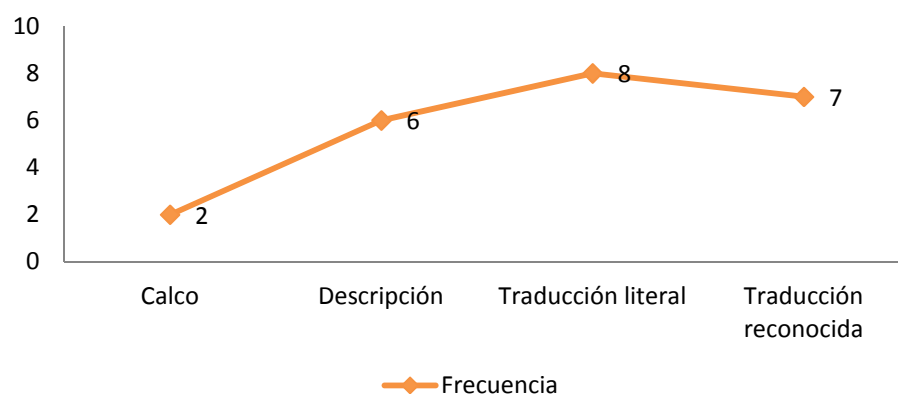 10
8
6
4
2
0
2
6
8
7
Calco
Descripción
Traducción literal
Traducción
reconocida
Frecuencia